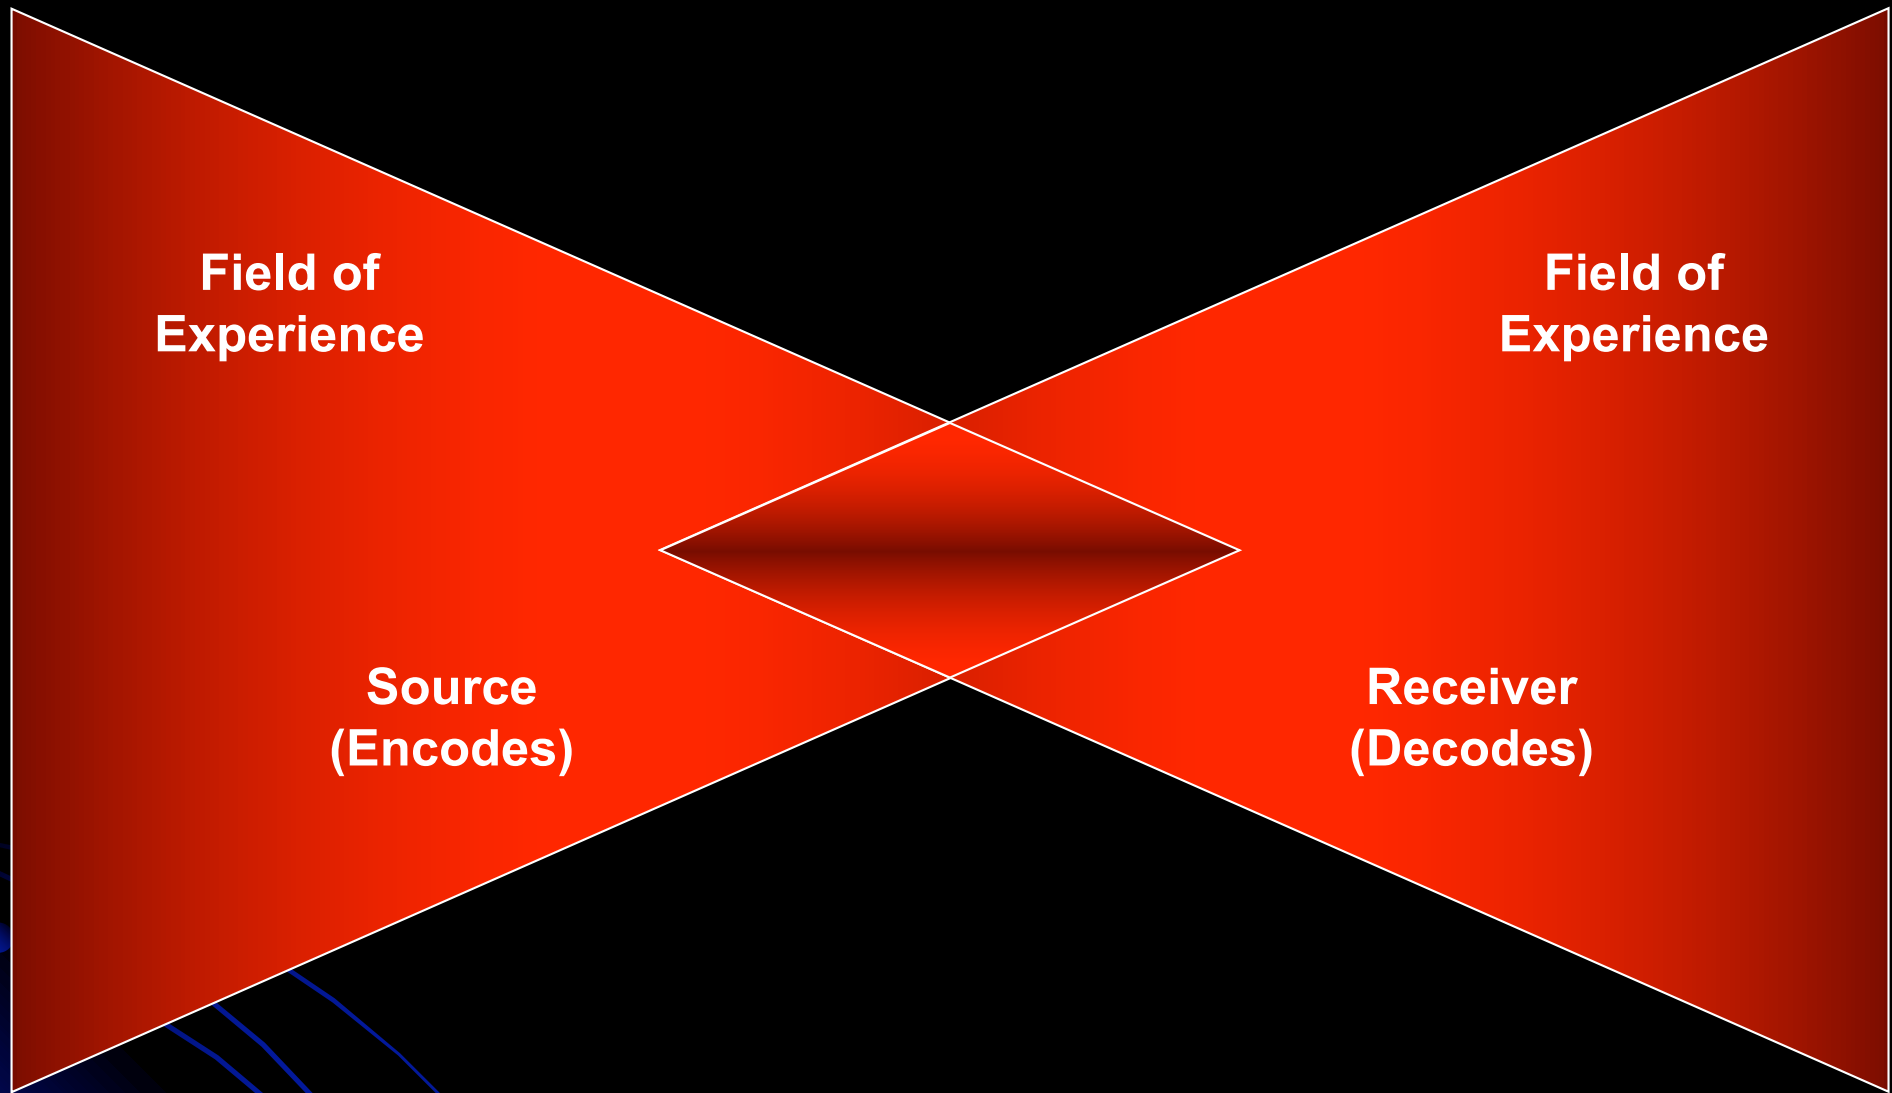 Field of
Experience
Field of
Experience
Source
(Encodes)
Receiver
(Decodes)